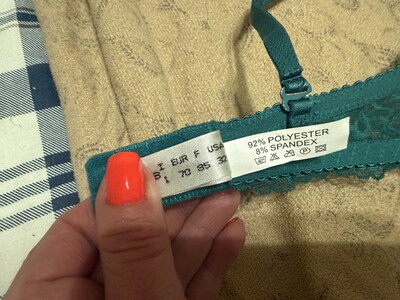 I EUR F USA
B 1 70 85 32
92% POLYESTER
8% SPANDEX